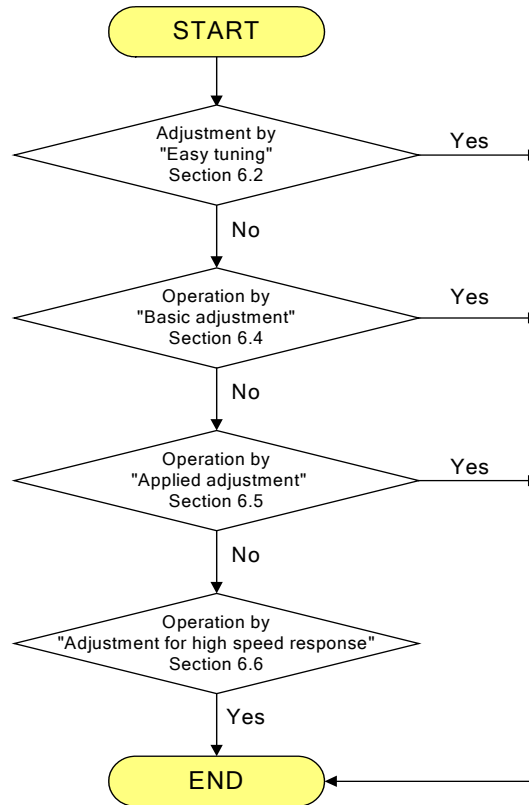 START
Adjustment by
"Easy tuning"
Section 6.2
Yes
No
Operation by
"Basic adjustment"
Section 6.4
Yes
No
Operation by
"Applied adjustment"
Section 6.5
Yes
No
Operation by
"Adjustment for high speed response"
Section 6.6
Yes
END